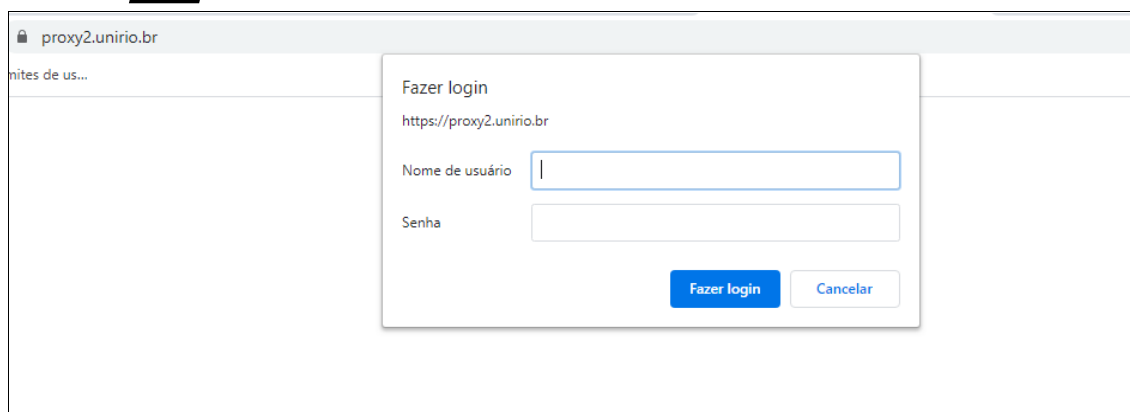 proxy2.unirio.br
mites de us...
Fazer login
https://proxy2.unirio.br
Nome de usuário
Senha
Fazer login
Cancelar